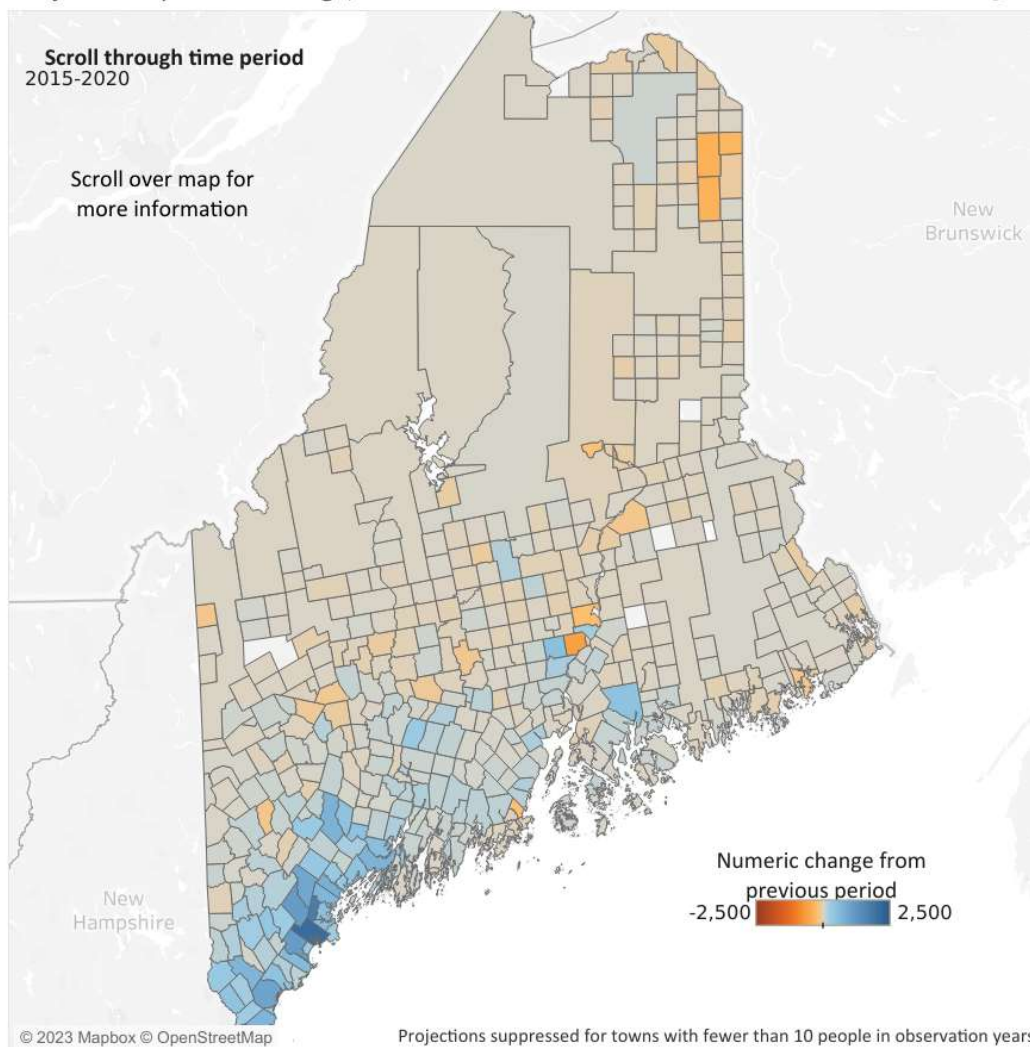 Scroll through time period
2015-2020
Scroll over map for
more information
New
Brunswick
New
Hampshire
Numeric change from
previous period
-2,500 2,500
© 2023 Mapbox © OpenStreetMap
Projections suppressed for towns with fewer than 10 people in observation years